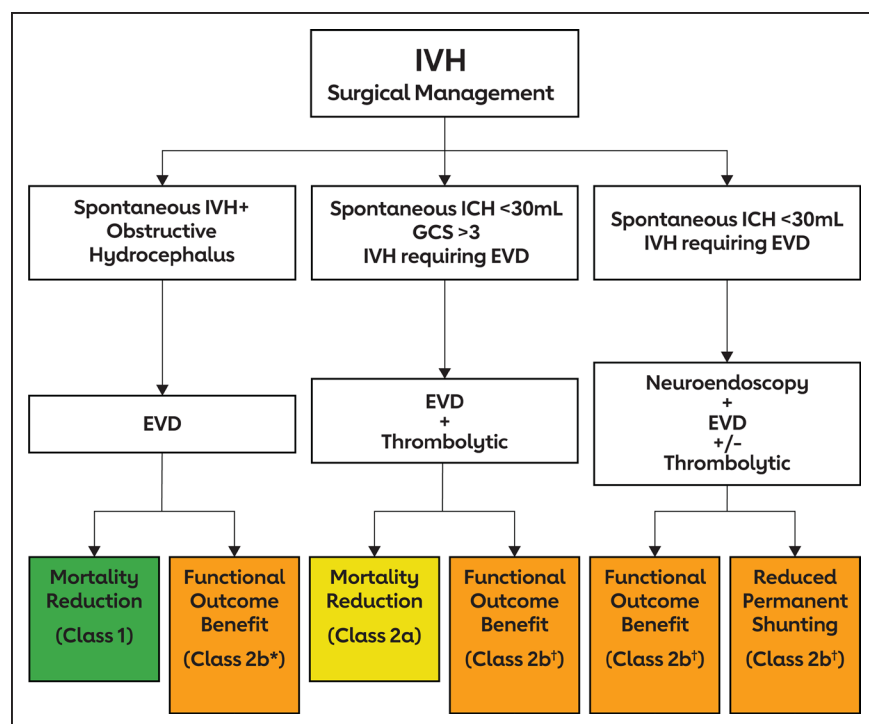 IVH
Surgical Management
Spontaneous IVH+
Obstructive
Hydrocephalus
Spontaneous ICH <30mL
GCS >3
IVH requiring EVD
Spontaneous ICH <30mL
IVH requiring EVD
EVD
EVD
+
Thrombolytic
Neuroendoscopy
+
EVD
+/-
Thrombolytic
Mortality
Reduction
(Class 1)
Functional
Outcome
Benefit
(Class 2b*)
Mortality
Reduction
(Class 2a)
Functional
Outcome
Benefit
(Class 2b†)
Functional
Outcome
Benefit
(Class 2b†)
Reduced
Permanent
Shunting
(Class 2b†)